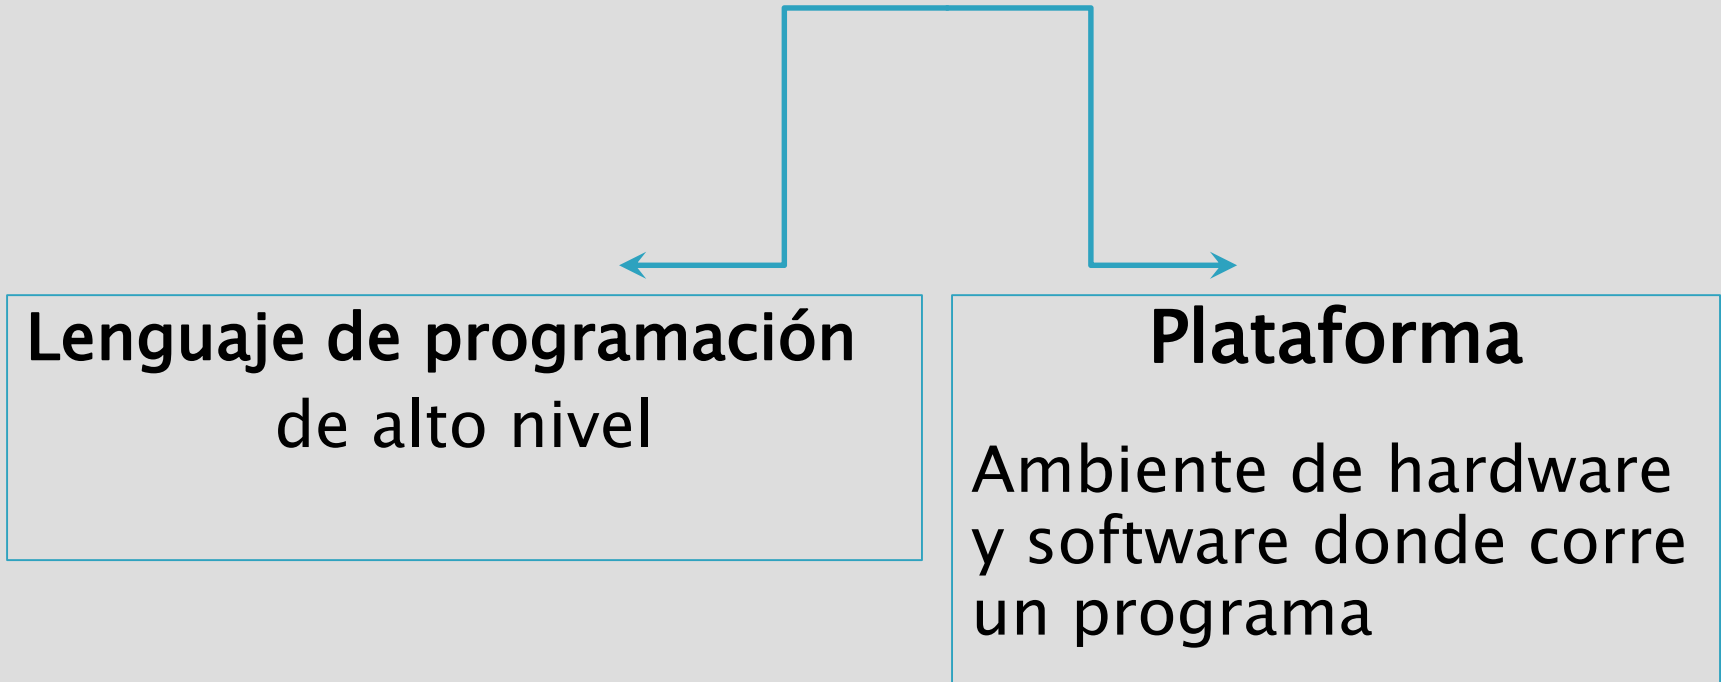 Lenguaje de programación
de alto nivel
Plataforma
Ambiente de hardware
y software donde corre
un programa